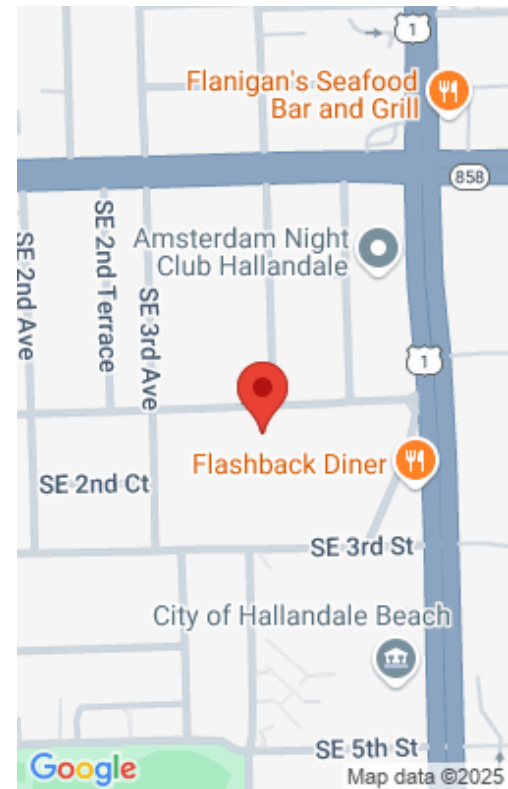 1
Flanigan's Seafood
Bar and Grill
858
SE 2nd Ave
SE 2nd Terrace
SE 3rd Ave
Amsterdam Night
Club Hallandale
1
Flashback Diner
SE 2nd Ct
SE 3rd St
City of Hallandale Beach
SE 5th St
Google
Map data ©2025